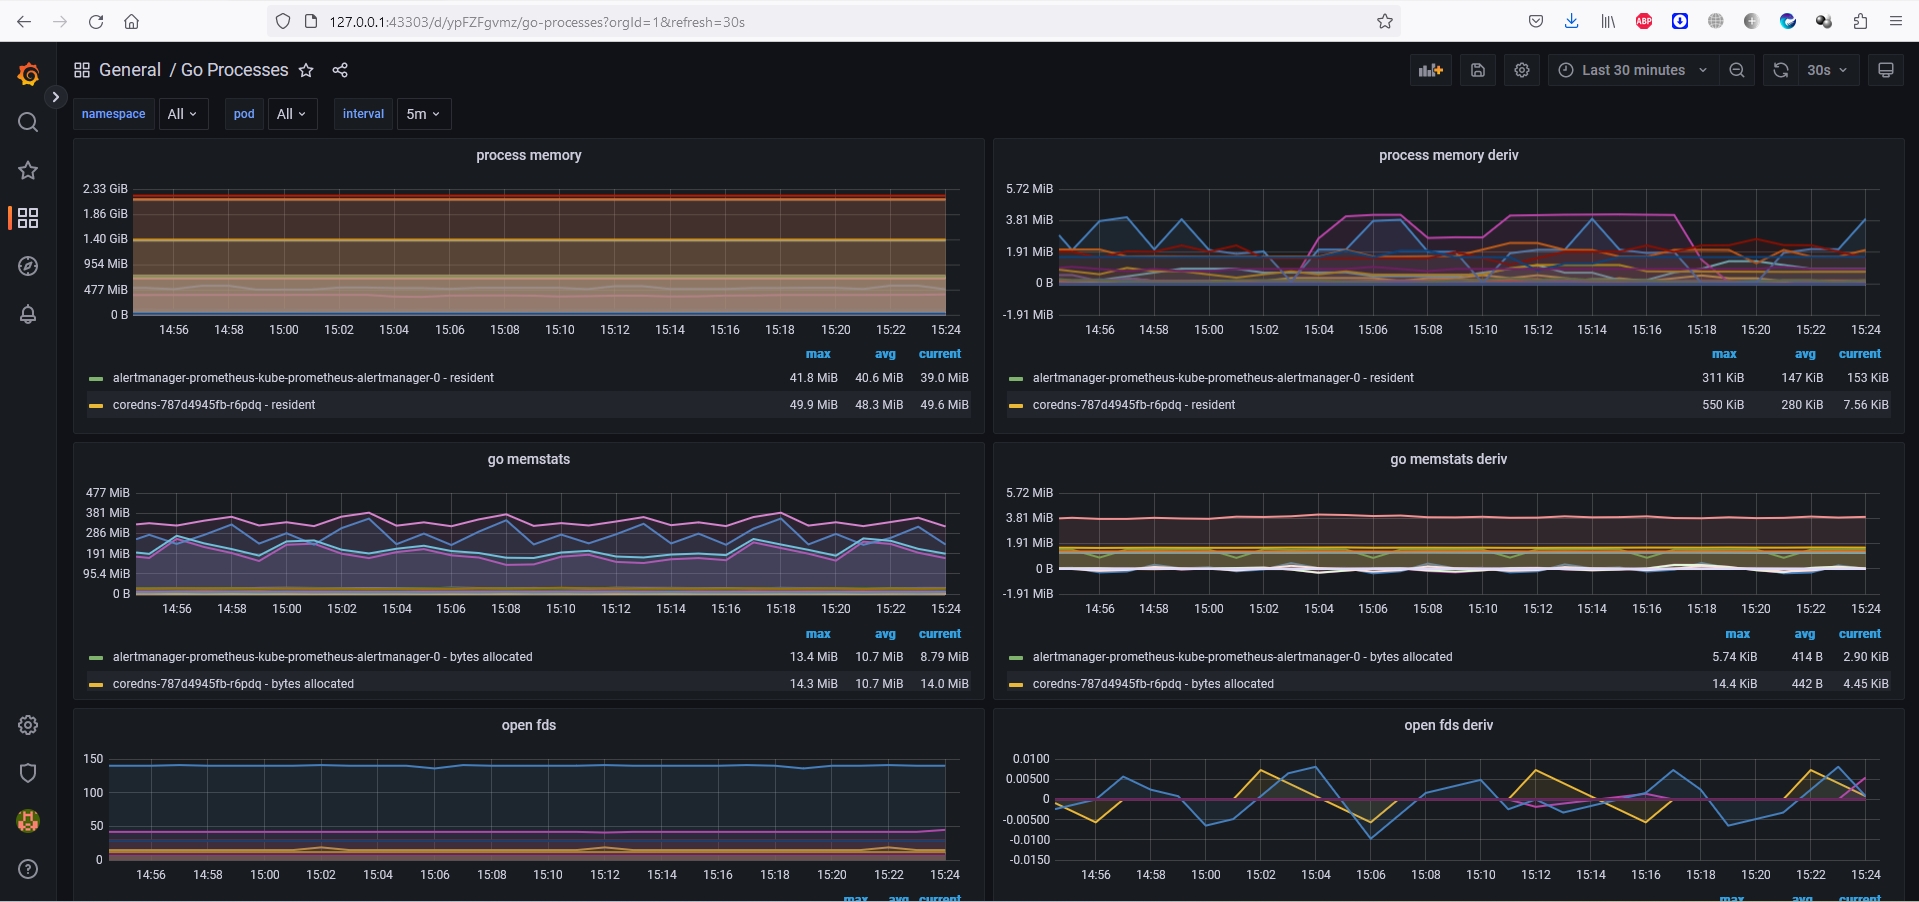 127.0.0.1:43303/d/ypFZFgvmz/go-processes?orgId=1&refresh=30s
ABP
General / Go Processes
Last 30 minutes
30s
namespace All pod All interval 5m
process memory
2.33 GiB
1.86 GiB
1.40 GiB
954 MiB
477 MiB
0 B
14:56 14:58 15:00 15:02 15:04 15:06 15:08 15:10 15:12 15:14 15:16 15:18 15:20 15:22 15:24
max avg current
alertmanager-prometheus-kube-prometheus-alertmanager-0 - resident 41.8 MiB 40.6 MiB 39.0 MiB
coredns-787d4945fb-r6pdq - resident 49.9 MiB 48.3 MiB 49.6 MiB
process memory deriv
5.72 MiB
3.81 MiB
1.91 MiB
0 B
-1.91 MiB
14:56 14:58 15:00 15:02 15:04 15:06 15:08 15:10 15:12 15:14 15:16 15:18 15:20 15:22 15:24
max avg current
alertmanager-prometheus-kube-prometheus-alertmanager-0 - resident 311 KiB 147 KiB 153 KiB
coredns-787d4945fb-r6pdq - resident 550 KiB 280 KiB 7.56 KiB
go memstats
477 MiB
381 MiB
286 MiB
191 MiB
95.4 MiB
0 B
14:56 14:58 15:00 15:02 15:04 15:06 15:08 15:10 15:12 15:14 15:16 15:18 15:20 15:22 15:24
max avg current
alertmanager-prometheus-kube-prometheus-alertmanager-0 - bytes allocated 13.4 MiB 10.7 MiB 8.79 MiB
coredns-787d4945fb-r6pdq - bytes allocated 14.3 MiB 10.7 MiB 14.0 MiB
go memstats deriv
5.72 MiB
3.81 MiB
1.91 MiB
0 B
-1.91 MiB
14:56 14:58 15:00 15:02 15:04 15:06 15:08 15:10 15:12 15:14 15:16 15:18 15:20 15:22 15:24
max avg current
alertmanager-prometheus-kube-prometheus-alertmanager-0 - bytes allocated 5.74 KiB 414 B 2.90 KiB
coredns-787d4945fb-r6pdq - bytes allocated 14.4 KiB 442 B 4.45 KiB
open fds
150
100
50
0
14:56 14:58 15:00 15:02 15:04 15:06 15:08 15:10 15:12 15:14 15:16 15:18 15:20 15:22 15:24
max avg current
open fds deriv
0.0100
0.00500
0
-0.00500
-0.0100
-0.0150
14:56 14:58 15:00 15:02 15:04 15:06 15:08 15:10 15:12 15:14 15:16 15:18 15:20 15:22 15:24
max avg current